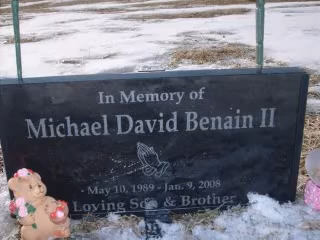 In Memory of
Michael David Benain II
- May 10, 1989 - Jan. 9, 2008
Loving Son & Brother